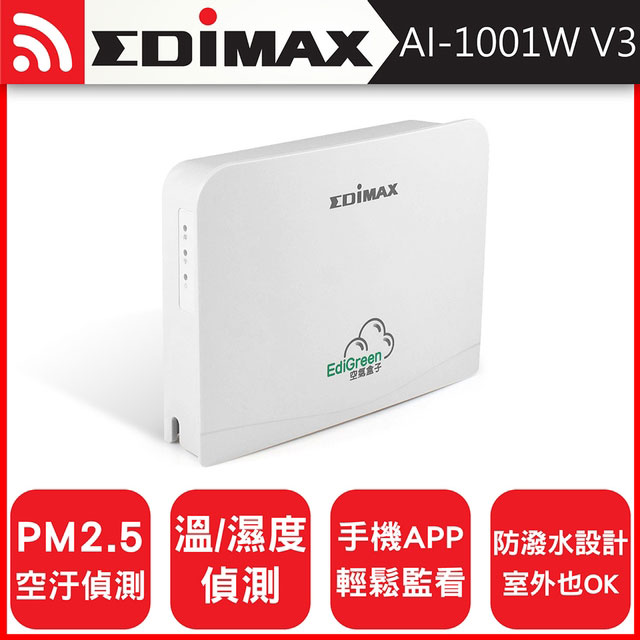 EDIMAX
AI-1001W V3
EDIMAX
EdiGreen
空氣盒子
PM2.5
空汙偵測
溫/濕度
偵測
手機APP
輕鬆監看
防潑水設計
室外也OK